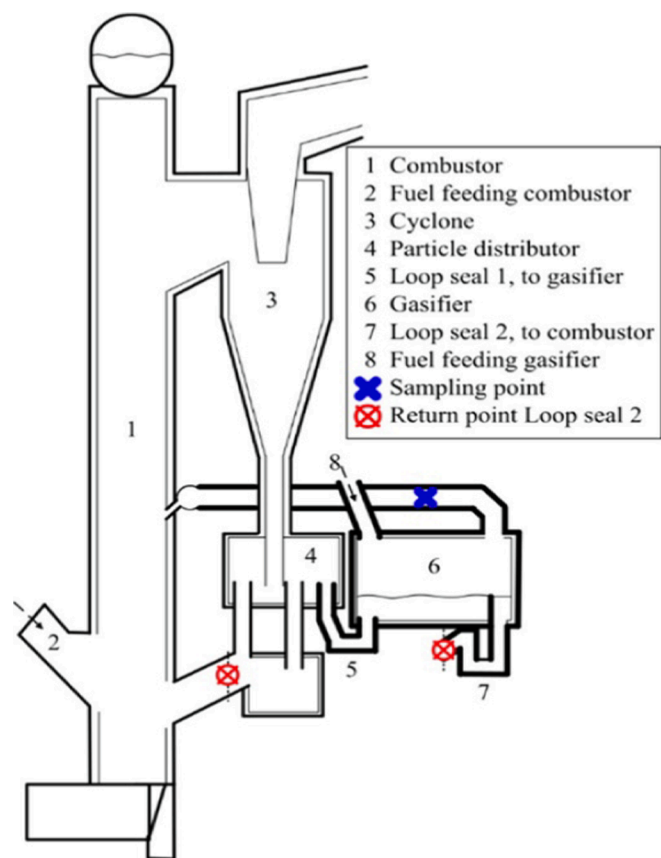 1 Combustor
2 Fuel feeding combustor
3 Cyclone
4 Particle distributor
5 Loop seal 1, to gasifier
6 Gasifier
7 Loop seal 2, to combustor
8 Fuel feeding gasifier
Sampling point
Return point Loop seal 2
3
1
8
4
6
2
5
7